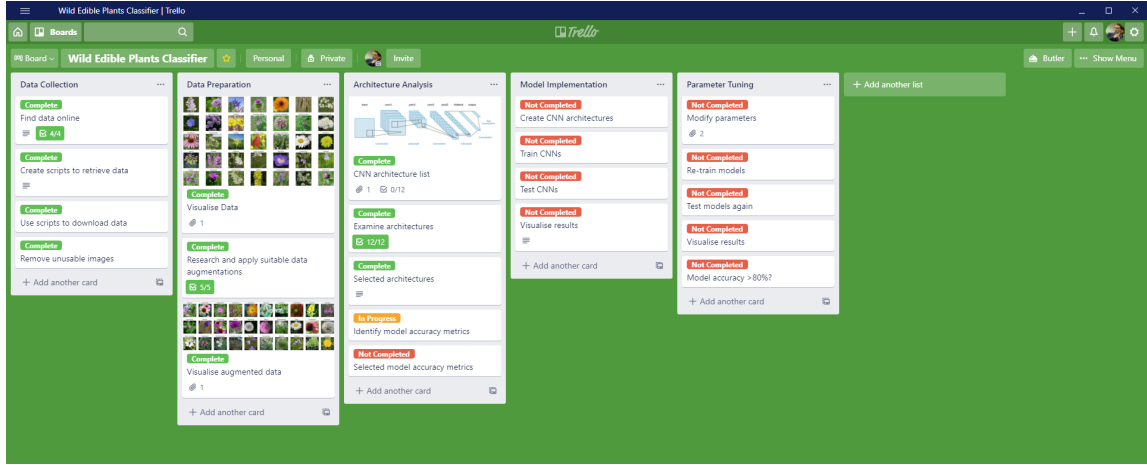 Wild Edible Plants Classifier | Trello
Boards
Trello
Board
Wild Edible Plants Classifier
Personal
Private
Invite
Butler
Show Menu
Data Collection
Complete
Find data online
4/4
Complete
Create scripts to retrieve data
Complete
Use scripts to download data
Complete
Remove unusable images
+ Add another card
Data Preparation
Complete
Visualise Data
1
Complete
Research and apply suitable data
augmentations
5/5
Complete
Visualise augmented data
1
+ Add another card
Architecture Analysis
Complete
CNN architecture list
1 0/12
Complete
Examine architectures
12/12
Complete
Selected architectures
In Progress
Identify model accuracy metrics
Not Completed
Selected model accuracy metrics
+ Add another card
Model Implementation
Not Completed
Create CNN architectures
Not Completed
Train CNNs
Not Completed
Test CNNs
Not Completed
Visualise results
+ Add another card
Parameter Tuning
Not Completed
Modify parameters
2
Not Completed
Re-train models
Not Completed
Test models again
Not Completed
Visualise results
Not Completed
Model accuracy >80%?
+ Add another card
+ Add another list